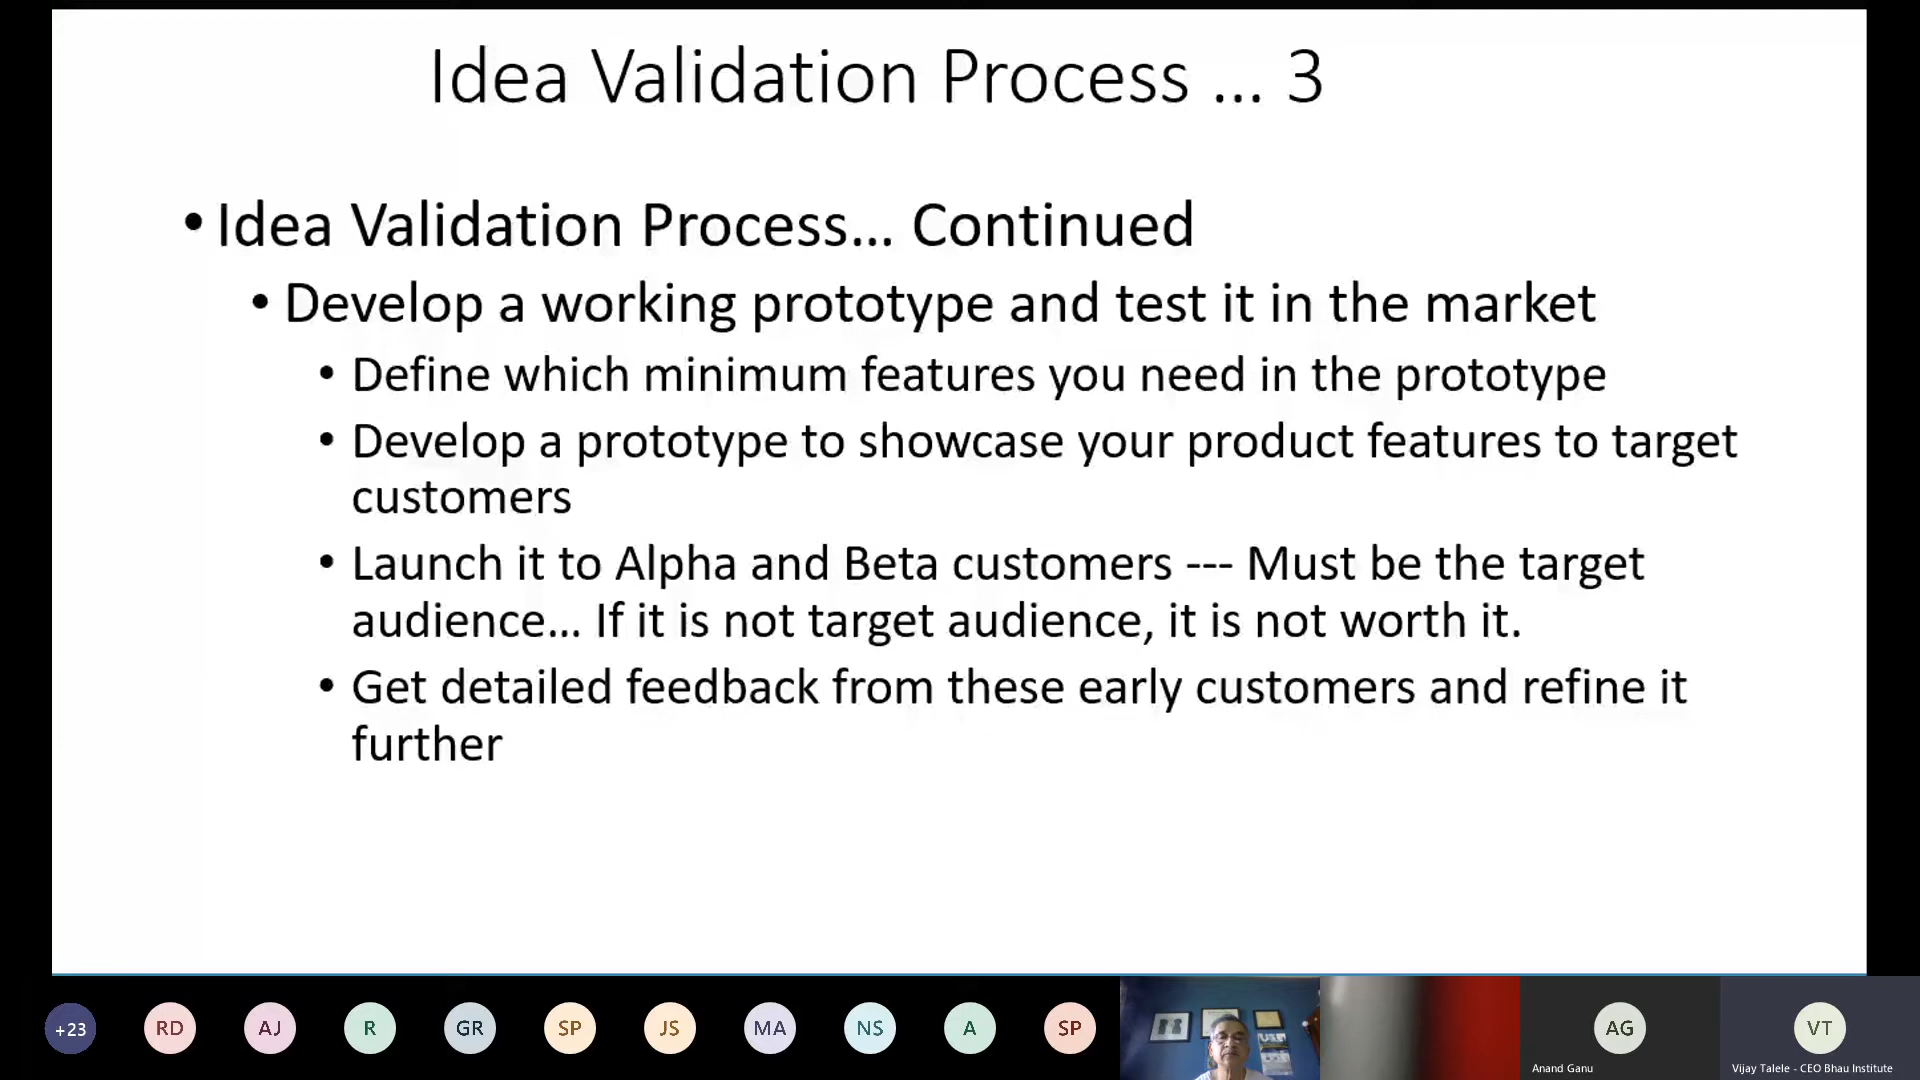 Idea Validation Process ... 3
• Idea Validation Process... Continued
• Develop a working prototype and test it in the market
• Define which minimum features you need in the prototype
• Develop a prototype to showcase your product features to target
customers
• Launch it to Alpha and Beta customers --- Must be the target
audience... If it is not target audience, it is not worth it.
• Get detailed feedback from these early customers and refine it
further
+23
RD
AJ
R
GR
SP
JS
MA
NS
A
SP
AG
VT
Anand Ganu
Vijay Talele - CEO Bhau Institute